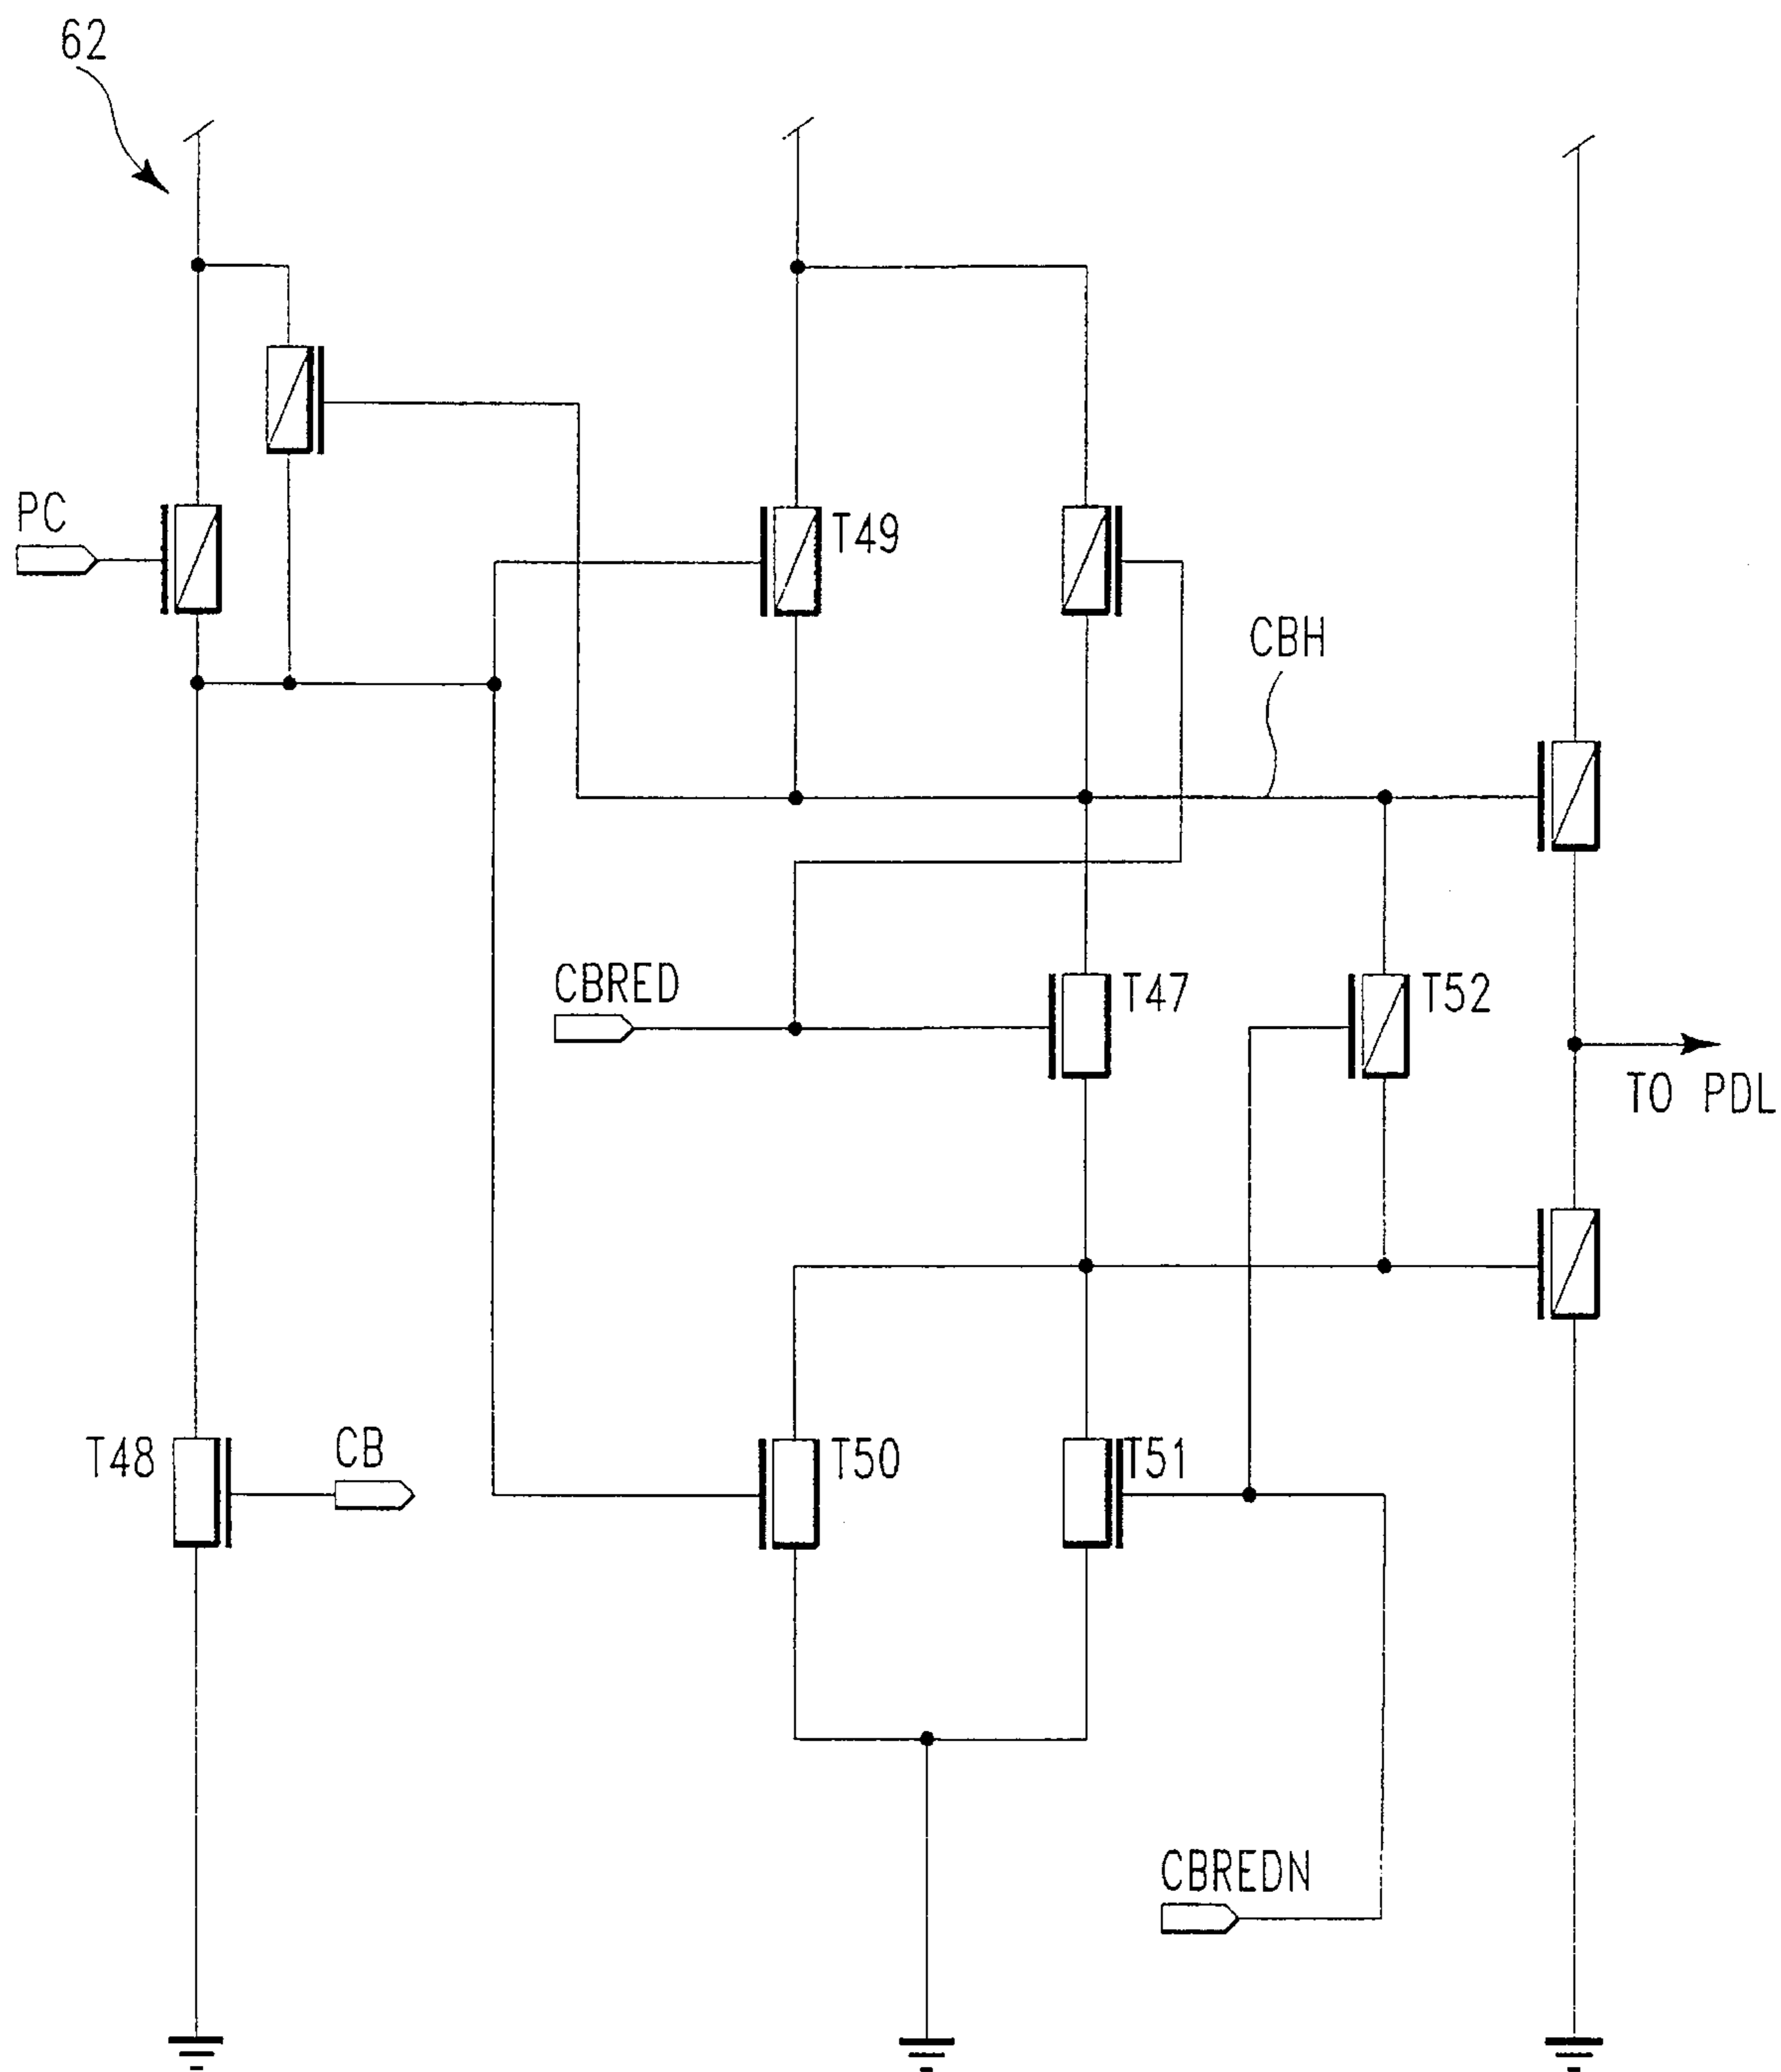 62
PC
T49
CBH
CBRED
T47
T52
TO PDL
T48
CB
T50
T51
CBREDN